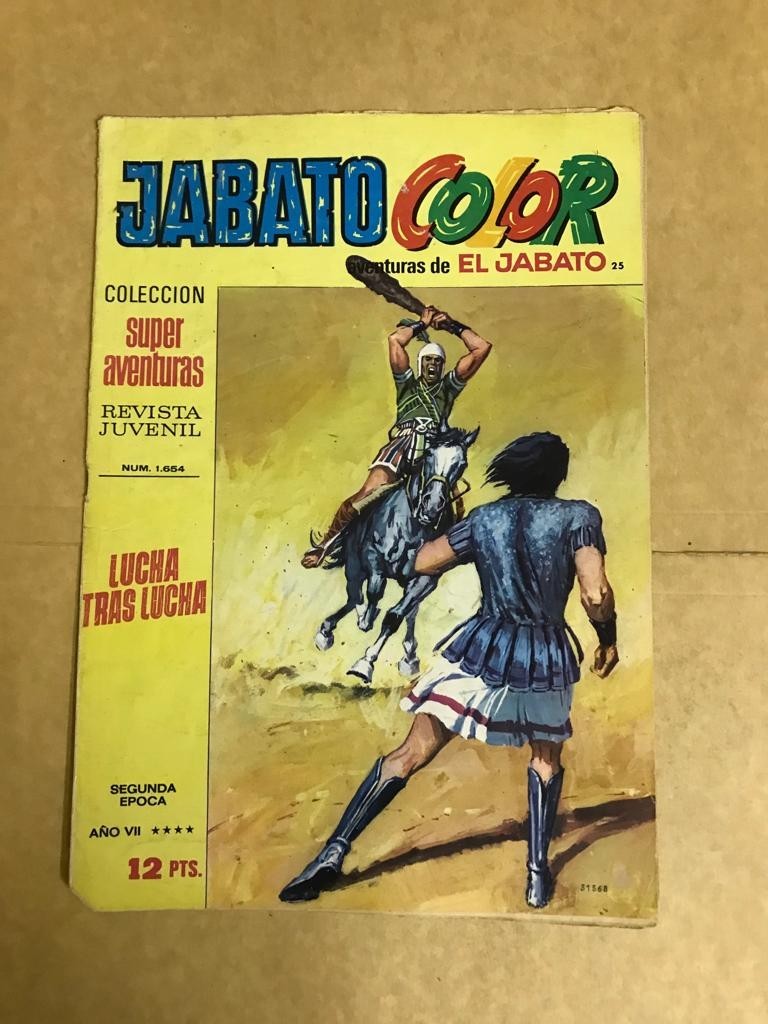 JABATO COLOR
aventuras de EL JABATO 25
COLECCION
super
aventuras
REVISTA
JUVENIL
NUM. 1.654
LUCHA
TRAS LUCHA
SEGUNDA
EPOCA
AÑO VII ★★★★
12 PTS.
31568